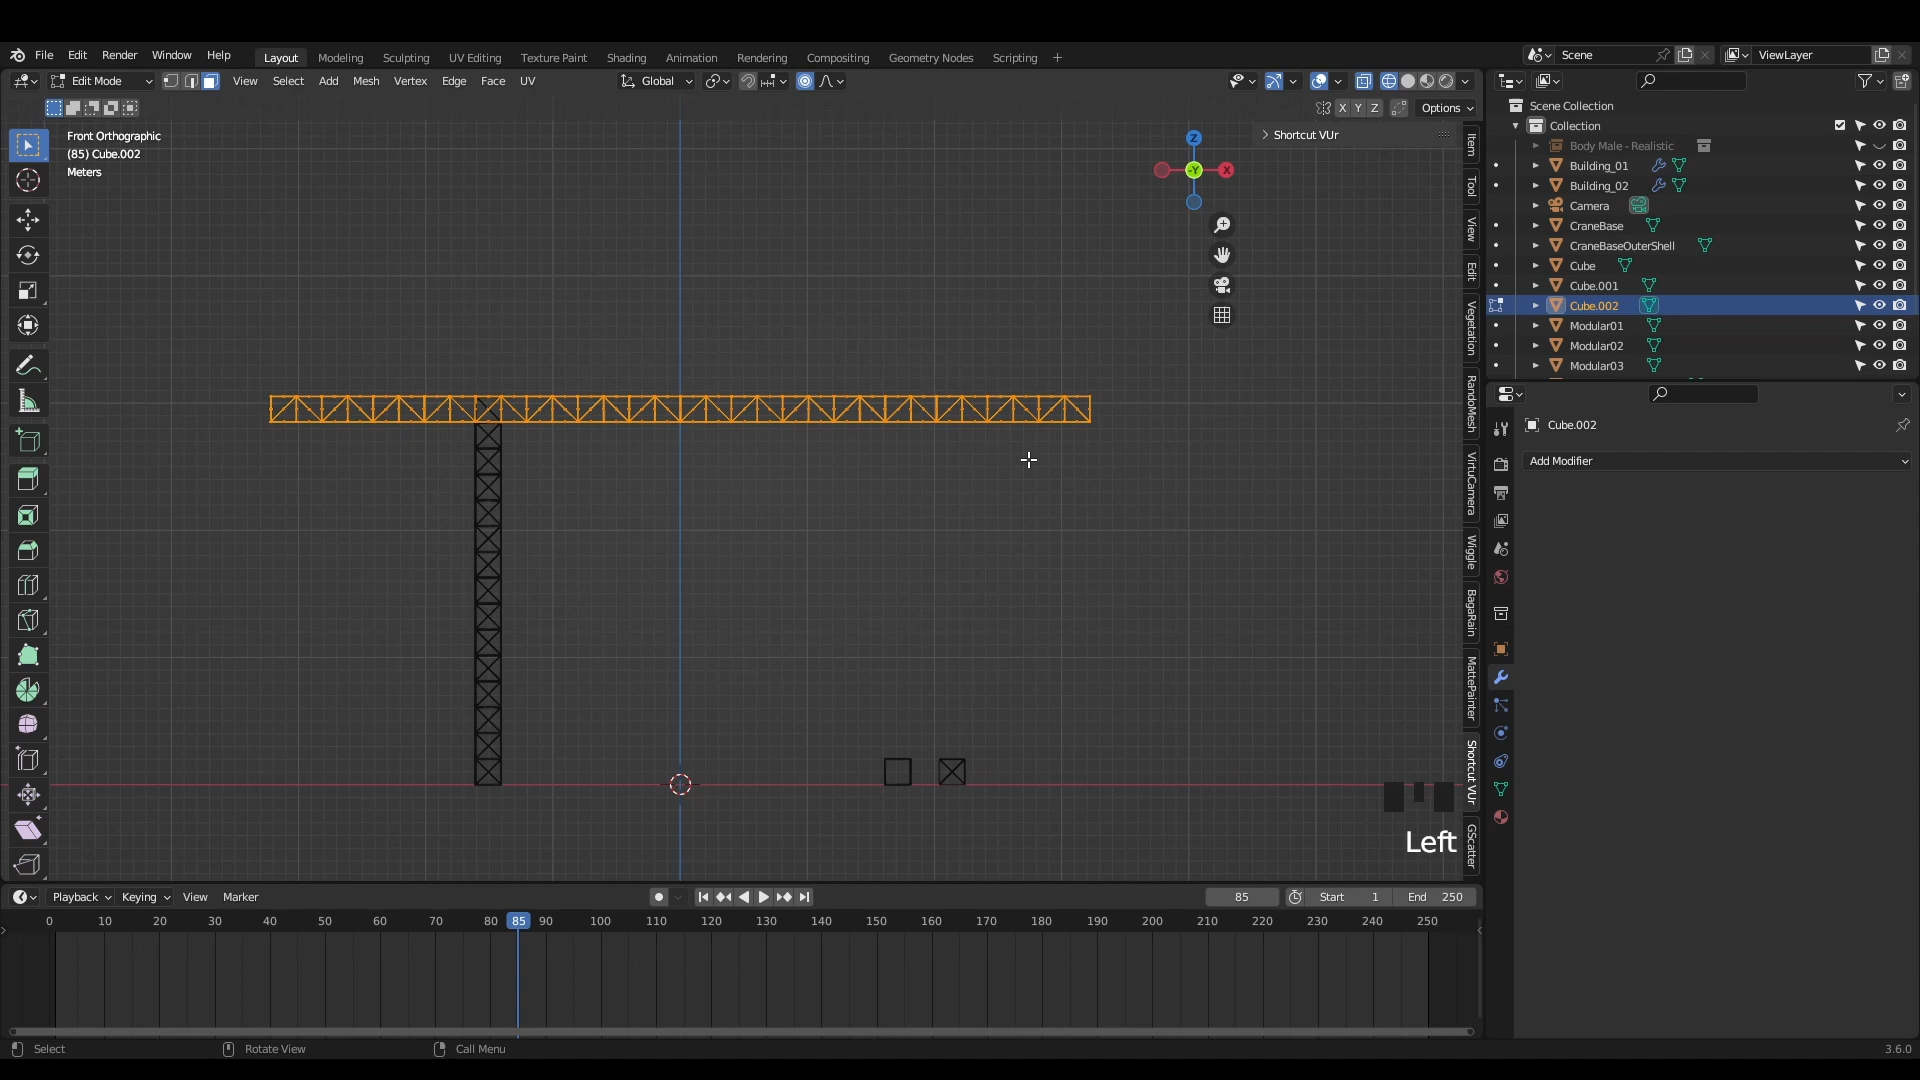 File Edit Render Window Help Layout Modeling Sculpting UV Editing Texture Paint Shading Animation Rendering Compositing Geometry Nodes Scripting + Scene ViewLayer
Edit Mode View Select Add Mesh Vertex Edge Face UV Global
X Y Z Options
Front Orthographic
(85) Cube.002
Meters
Shortcut VUr
Z
-Y
X
Item
Tool
View
Edit
Vegetation
RandoMesh
VirtuCamera
Wiggle
BagaRain
MattePainter
Shortcut VUr
GScatter
Left
Scene Collection
Collection
Body Male - Realistic
Building_01
Building_02
Camera
CraneBase
CraneBaseOuterShell
Cube
Cube.001
Cube.002
Modular01
Modular02
Modular03
Cube.002
Add Modifier
Playback Keying View Marker 85 Start 1 End 250
0 10 20 30 40 50 60 70 80 85 90 100 110 120 130 140 150 160 170 180 190 200 210 220 230 240 250
Select Rotate View Call Menu 3.6.0